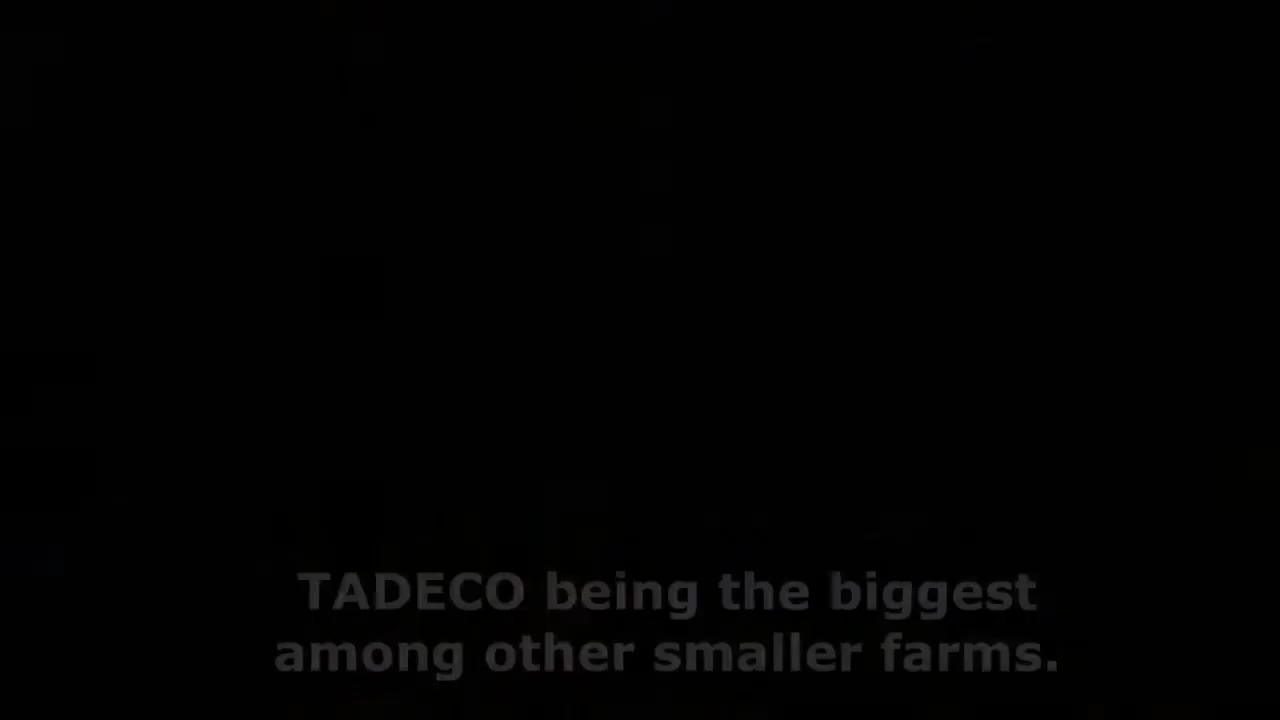 TADECO being the biggest
among other smaller farms.